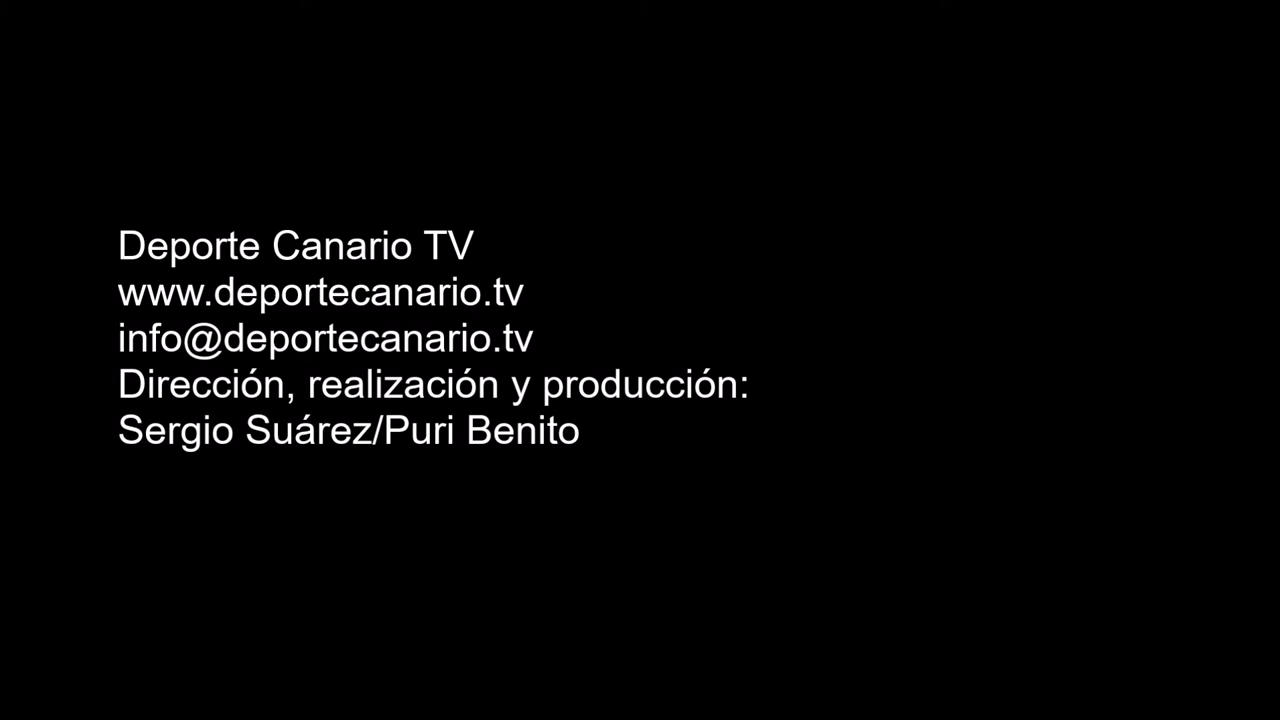 Deporte Canario TV
www.deportecanario.tv
info@deportecanario.tv
Dirección, realización y producción:
Sergio Suárez/Puri Benito